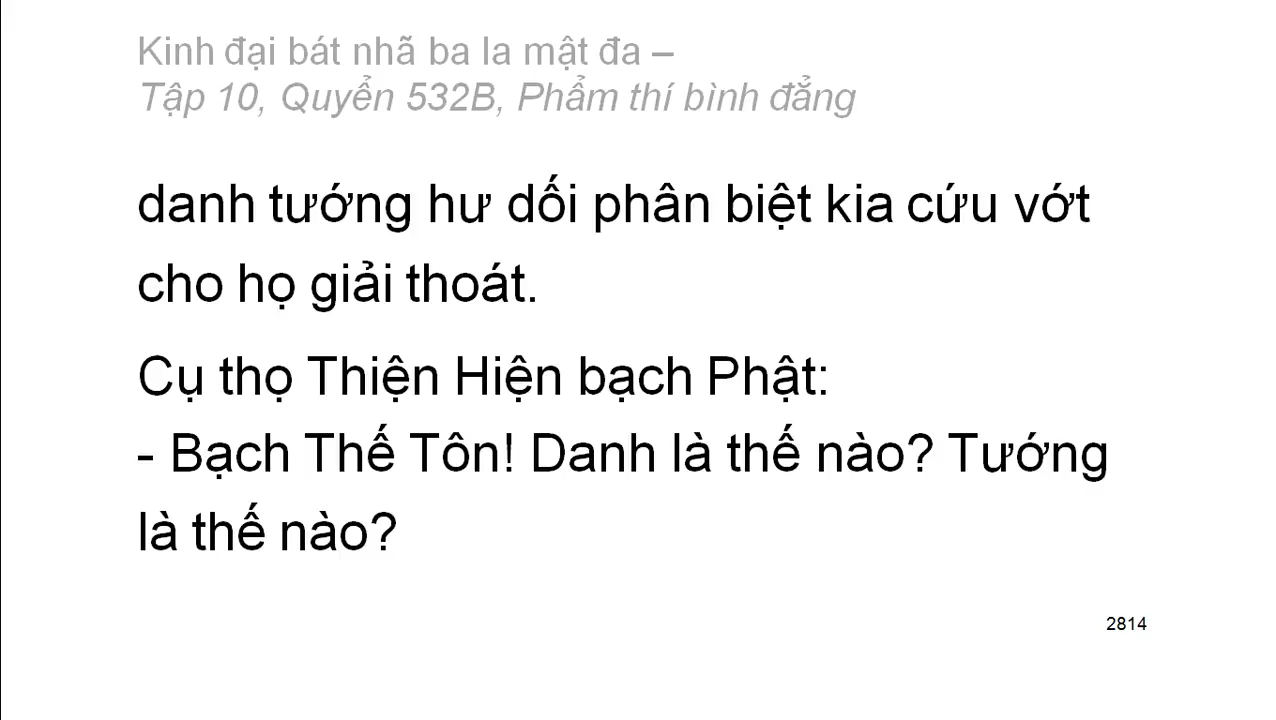 Kinh đại bát nhã ba la mật đa –
Tập 10, Quyển 532B, Phẩm thí bình đẳng
danh tướng hư dối phân biệt kia cứu vớt
cho họ giải thoát.
Cụ thọ Thiện Hiện bạch Phật:
- Bạch Thế Tôn! Danh là thế nào? Tướng
là thế nào?
2814